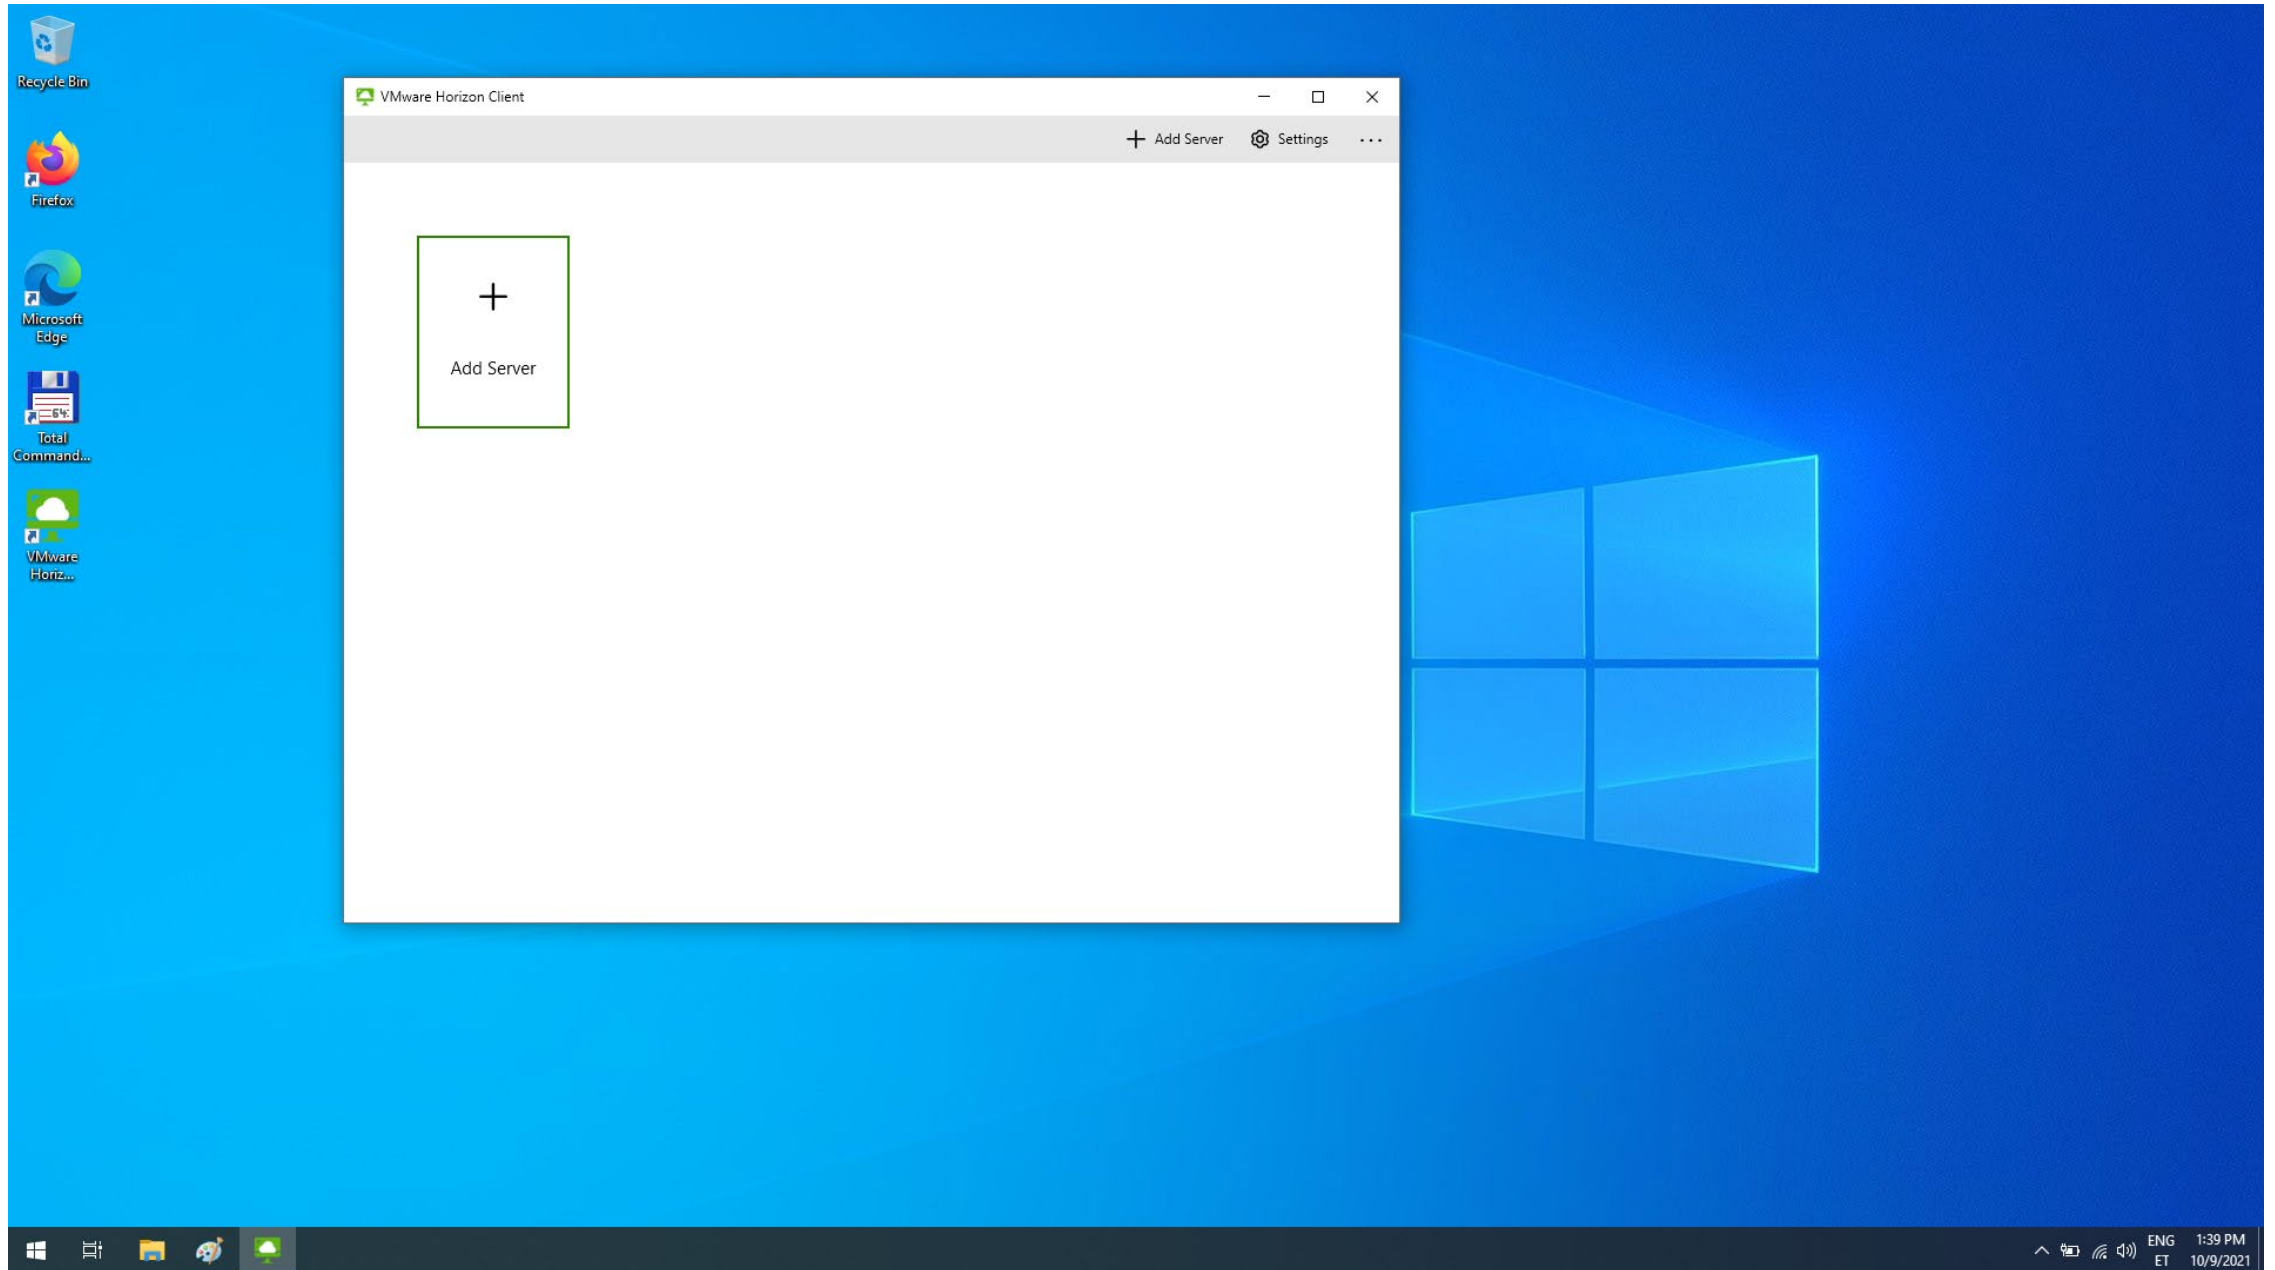 Recycle Bin
Firefox
Microsoft
Edge
64
Total
Command...
VMware
Horiz...
VMware Horizon Client
Add Server
Settings
Add Server
ENG
ET
1:39 PM
10/9/2021